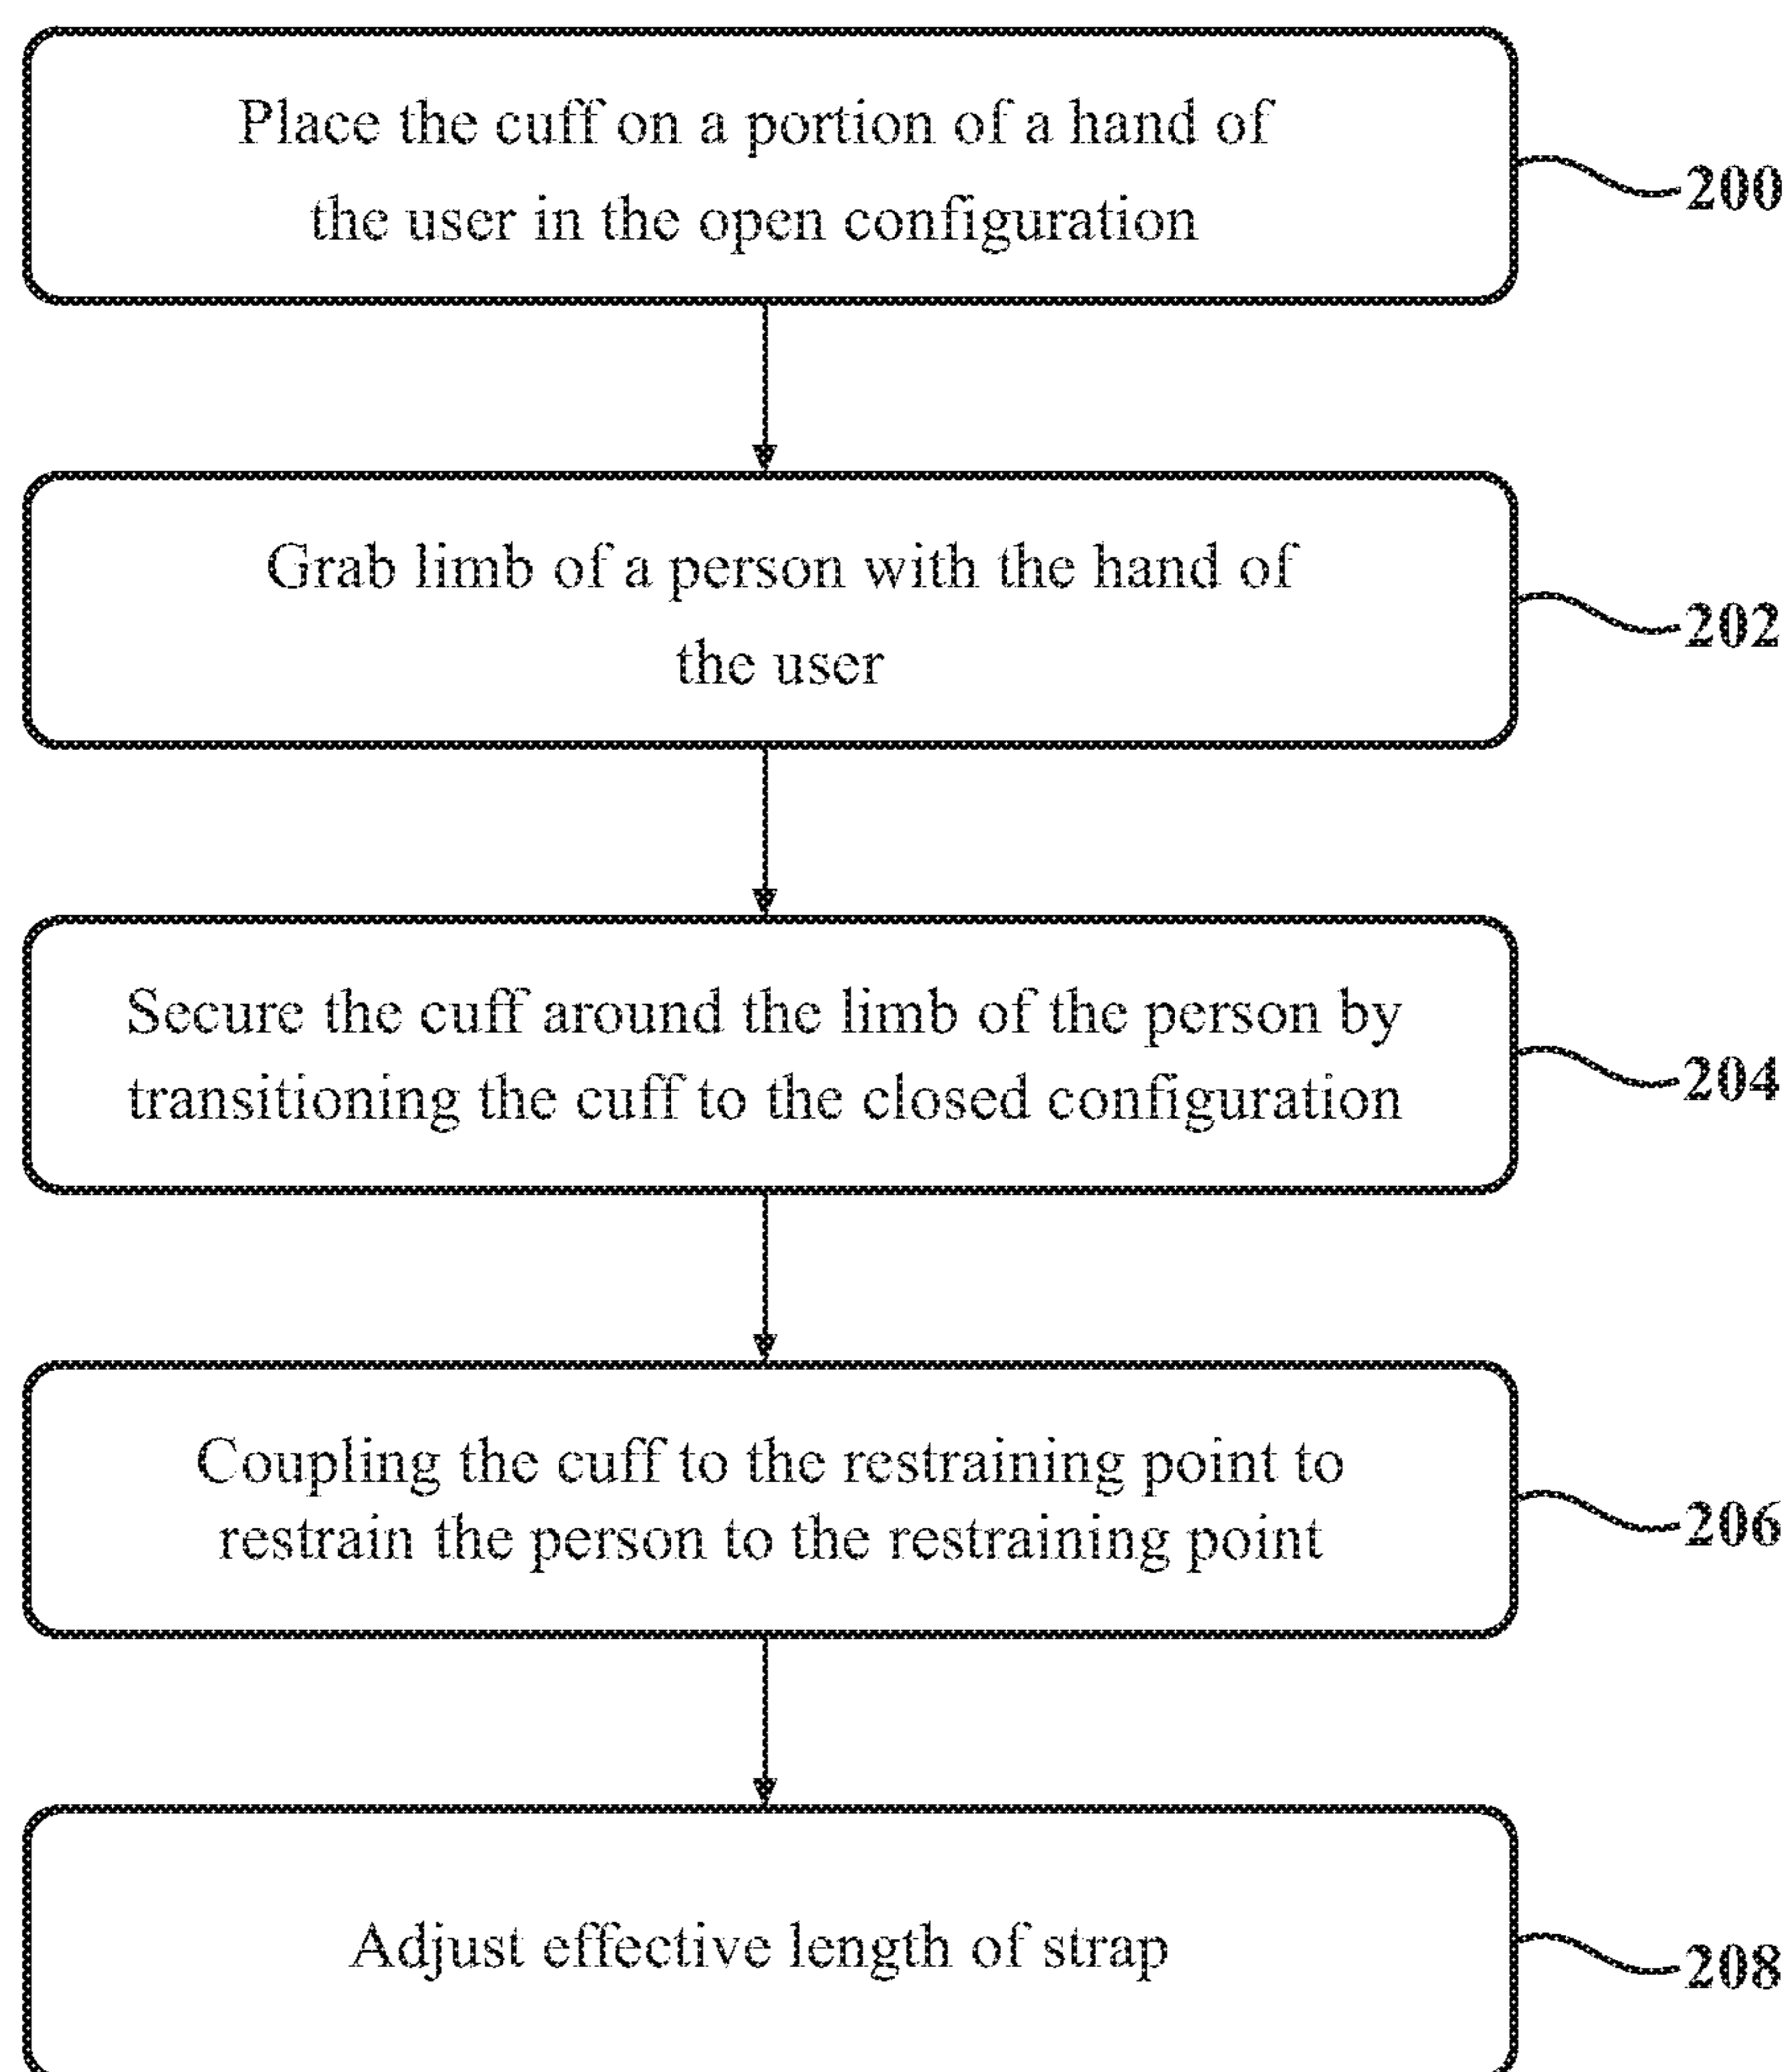 Place the cuff on a portion of a hand of
the user in the open configuration
200
Grab limb of a person with the hand of
the user
202
Secure the cuff around the limb of the person by
transitioning the cuff to the closed configuration
204
Coupling the cuff to the restraining point to
restrain the person to the restraining point
206
Adjust effective length of strap
208